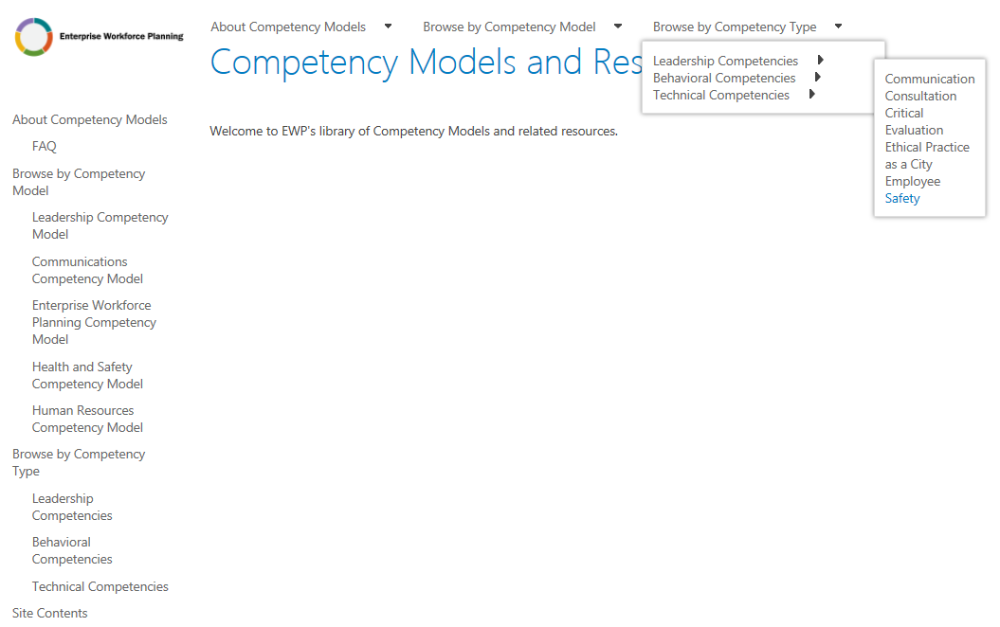 Enterprise Workforce Planning
About Competency Models
Browse by Competency Model
Browse by Competency Type
Competency Models and Res
Leadership Competencies
Behavioral Competencies
Technical Competencies
Communication
Consultation
Critical
Evaluation
Ethical Practice
as a City
Employee
Safety
Welcome to EWP's library of Competency Models and related resources.
About Competency Models
FAQ
Browse by Competency
Model
Leadership Competency
Model
Communications
Competency Model
Enterprise Workforce
Planning Competency
Model
Health and Safety
Competency Model
Human Resources
Competency Model
Browse by Competency
Type
Leadership
Competencies
Behavioral
Competencies
Technical Competencies
Site Contents